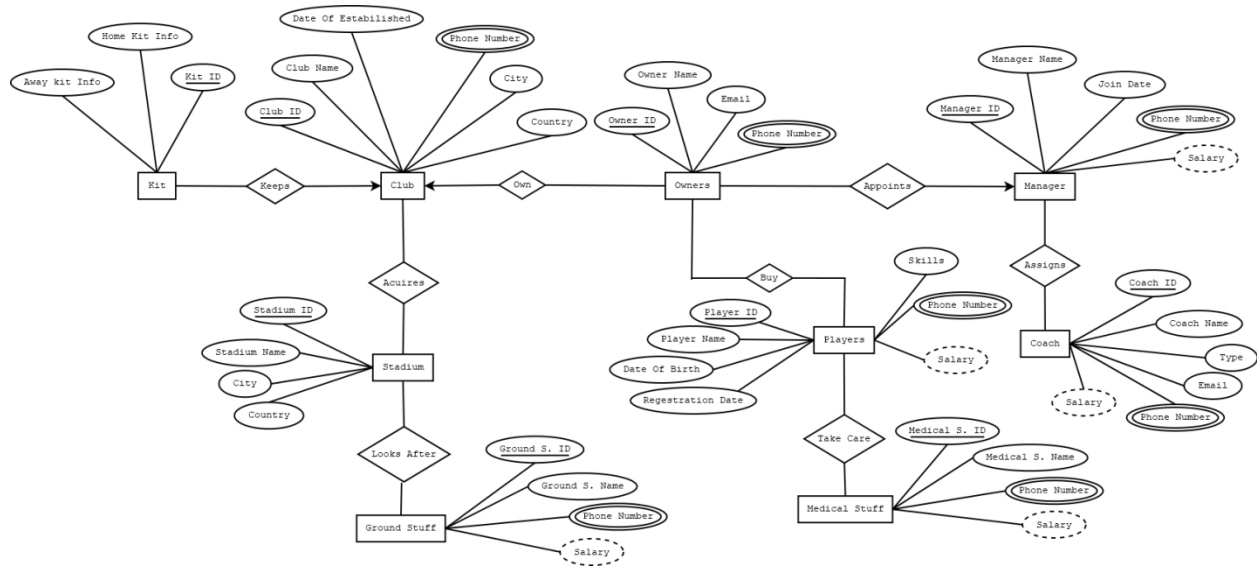 Date Of Estabilished
Home Kit Info
Phone Number
Away kit Info
Kit ID
Club Name
City
Club ID
Country
Kit
Keeps
Club
Own
Owner Name
Email
Owner ID
Phone Number
Owners
Appoints
Manager Name
Join Date
Manager ID
Phone Number
Salary
Manager
Acuires
Buy
Assigns
Skills
Phone Number
Player ID
Player Name
Players
Date Of Birth
Salary
Regestration Date
Coach ID
Coach Name
Coach
Type
Email
Salary
Phone Number
Stadium ID
Stadium Name
Stadium
City
Country
Looks After
Take Care
Ground S. ID
Ground S. Name
Phone Number
Ground Stuff
Salary
Medical S. ID
Medical S. Name
Phone Number
Medical Stuff
Salary